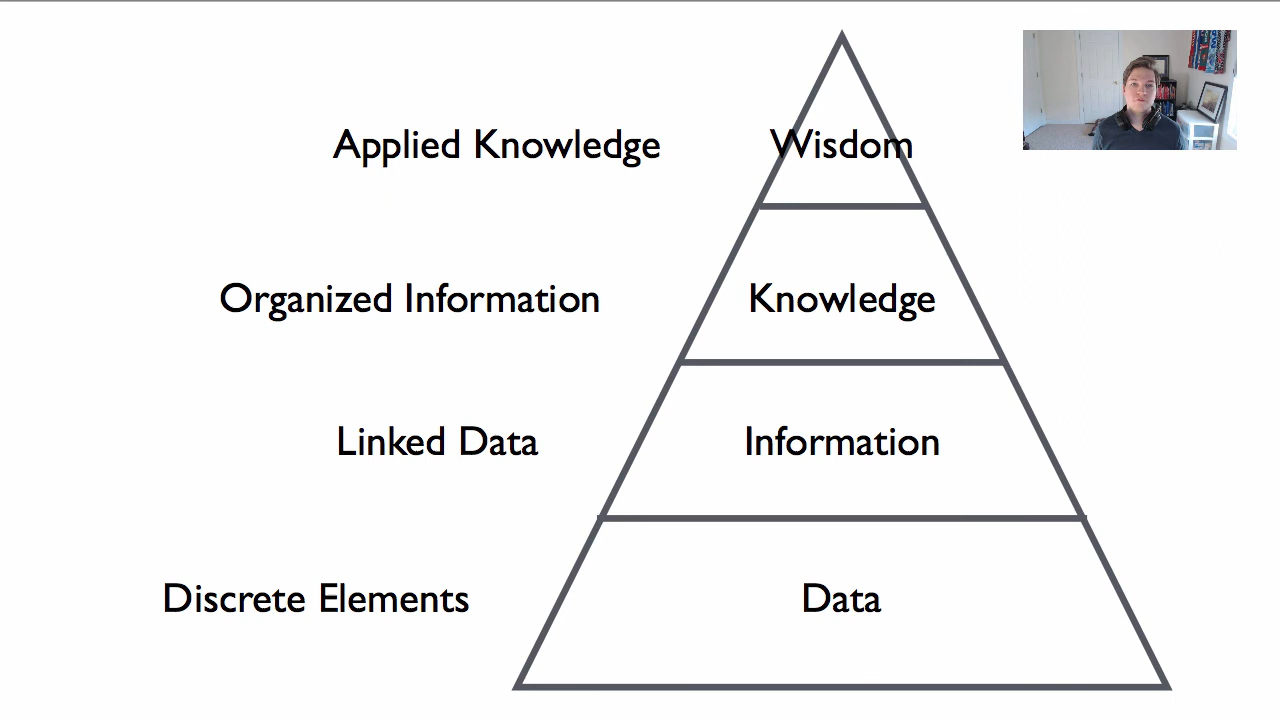 Applied Knowledge Wisdom
Organized Information Knowledge
Linked Data Information
Discrete Elements Data